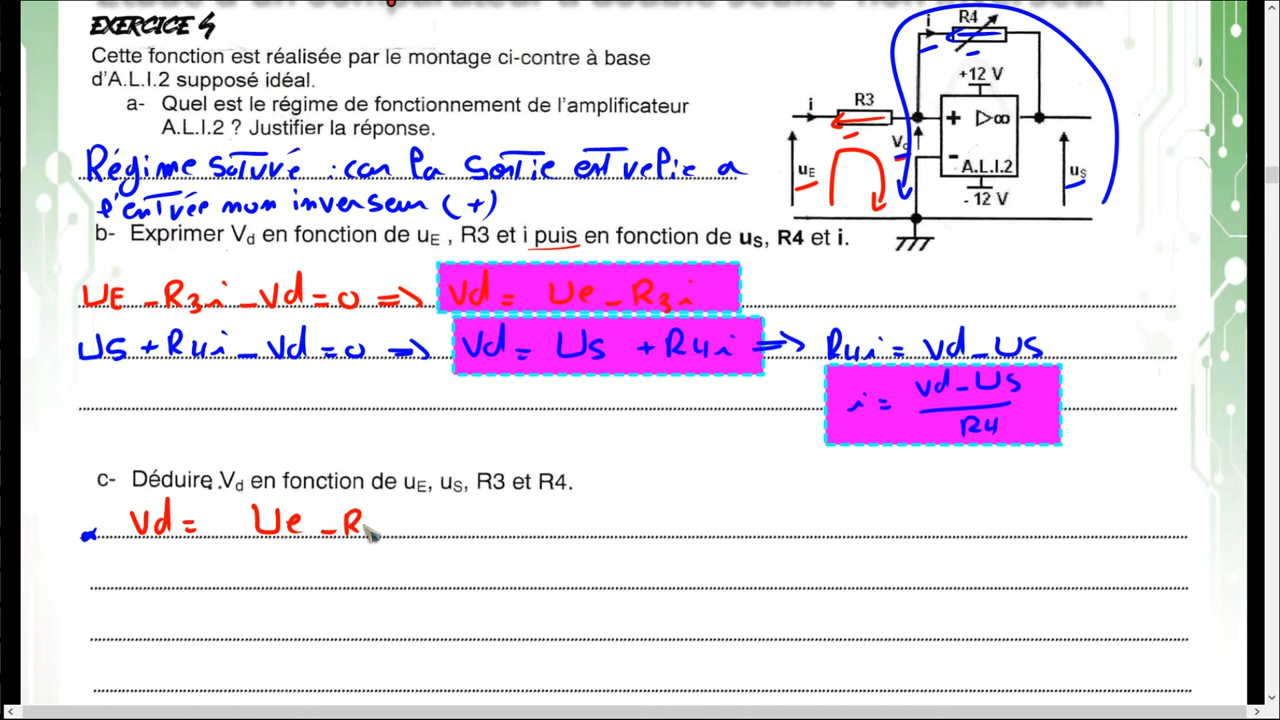 EXERCICE 4
Cette fonction est réalisée par le montage ci-contre à base
d'A.L.I.2 supposé idéal.
a- Quel est le régime de fonctionnement de l'amplificateur
A.L.I.2 ? Justifier la réponse.
Régime saturé : car la sortie est relie a
l'entrée non inverseur (+)
b- Exprimer Vd en fonction de uE , R3 et i puis en fonction de uS, R4 et i.
UE - R3i - Vd = 0 => Vd = Ue - R3i
US + R4i - Vd = 0 => Vd = Us + R4i => R4i = Vd - US
i = Vd - US / R4
c- Déduire Vd en fonction de uE, uS, R3 et R4.
Vd = Ue - R
i R4
+12 V
i R3
+ ▷∞
Vd
-
A.L.I.2
uE
uS
- 12 V